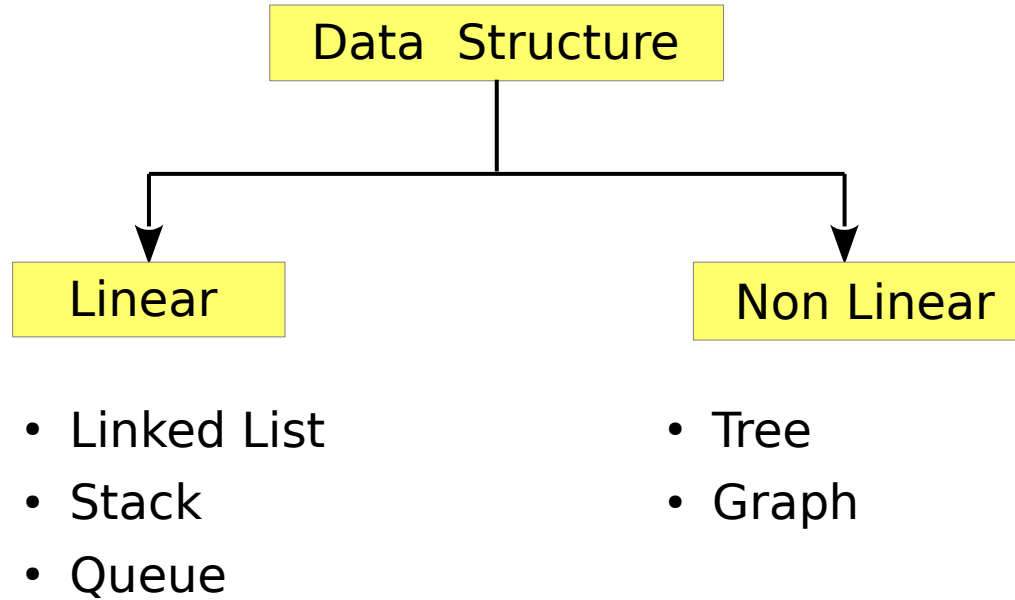 Data Structure
Linear
Non Linear
• Linked List
• Stack
• Queue
• Tree
• Graph